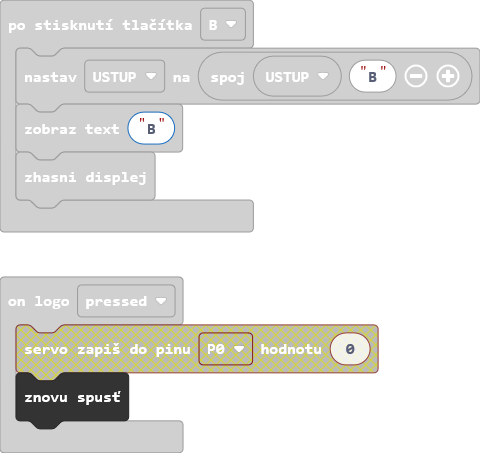 po stisknutí tlačítka B
nastav USTUP na spoj USTUP "B"
zobraz text "B"
zhasni displej
on logo pressed
servo zapiš do pinu P0 hodnotu 0
znovu spusť